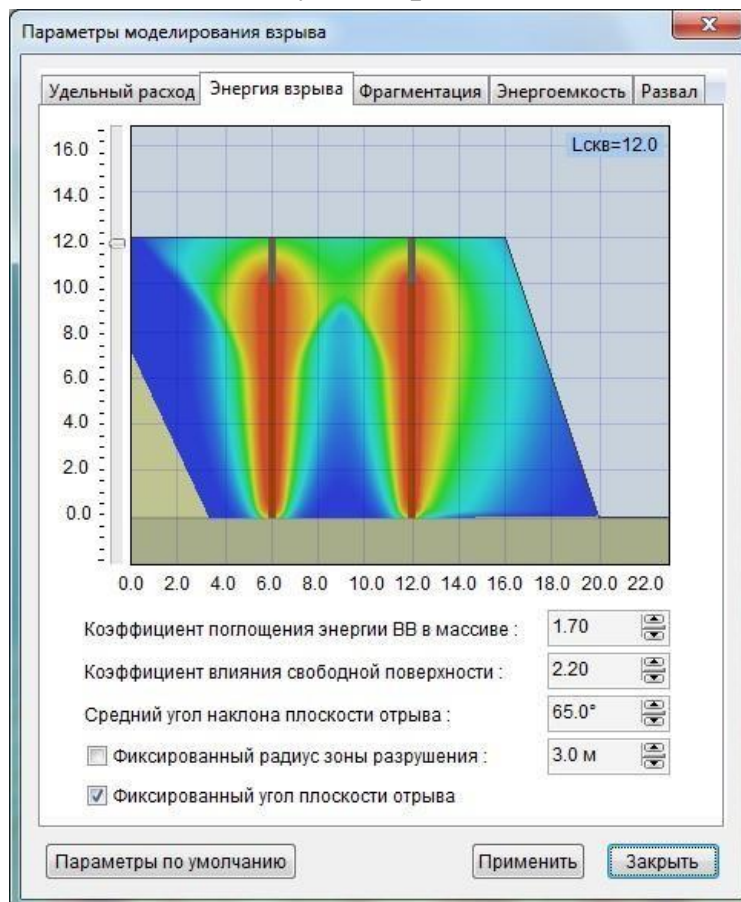 Параметры моделирования взрыва
Удельный расход Энергия взрыва Фрагментация Энергоемкость Развал
Lскв=12.0
16.0
14.0
12.0
10.0
8.0
6.0
4.0
2.0
0.0
0.0 2.0 4.0 6.0 8.0 10.0 12.0 14.0 16.0 18.0 20.0 22.0
Коэффициент поглощения энергии ВВ в массиве : 1.70
Коэффициент влияния свободной поверхности : 2.20
Средний угол наклона плоскости отрыва : 65.0°
Фиксированный радиус зоны разрушения : 3.0 м
Фиксированный угол плоскости отрыва
Параметры по умолчанию Применить Закрыть